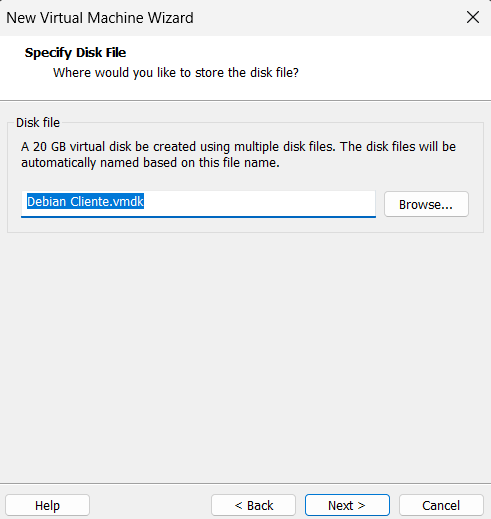 New Virtual Machine Wizard
Specify Disk File
Where would you like to store the disk file?
Disk file
A 20 GB virtual disk be created using multiple disk files. The disk files will be
automatically named based on this file name.
Debian Cliente.vmdk
Browse...
Help
< Back
Next >
Cancel